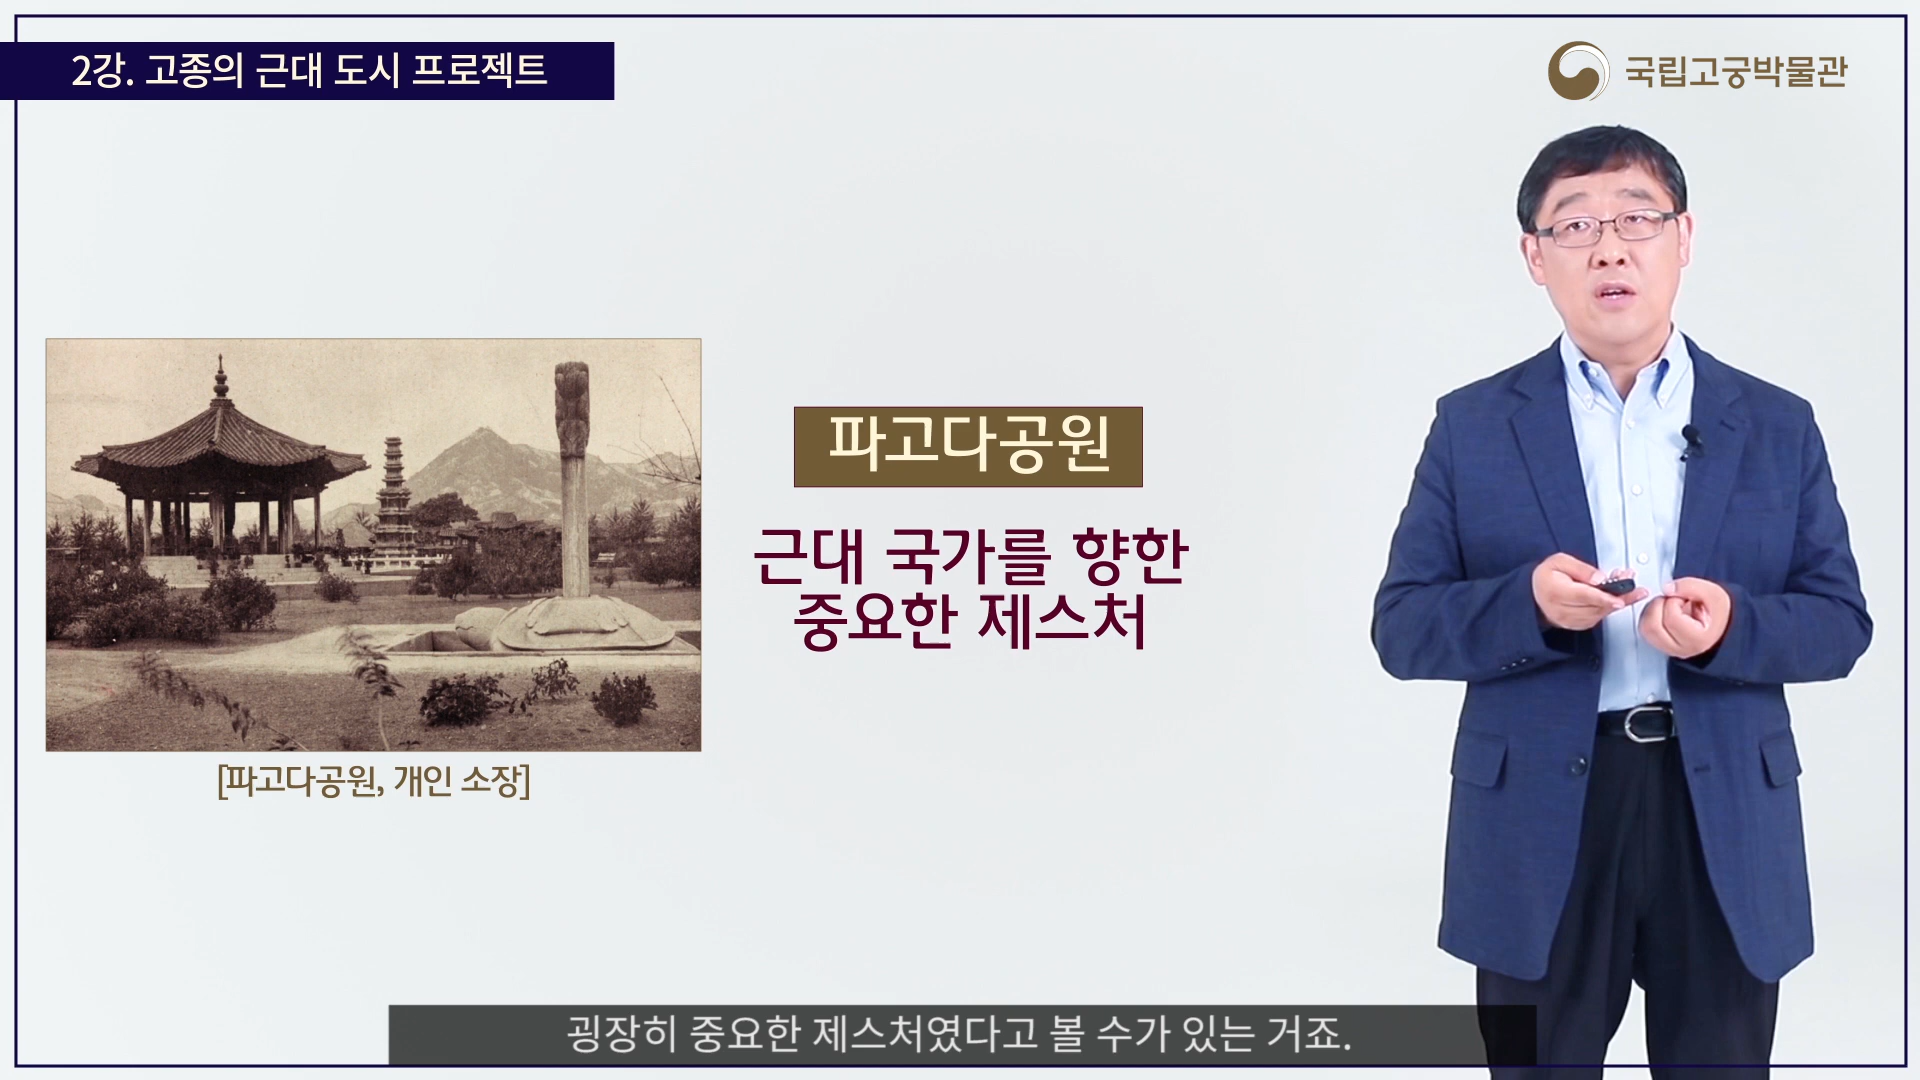 2강. 고종의 근대 도시 프로젝트
국립고궁박물관
파고다공원
근대 국가를 향한
중요한 제스처
[파고다공원, 개인 소장]
굉장히 중요한 제스처였다고 볼 수가 있는 거죠.